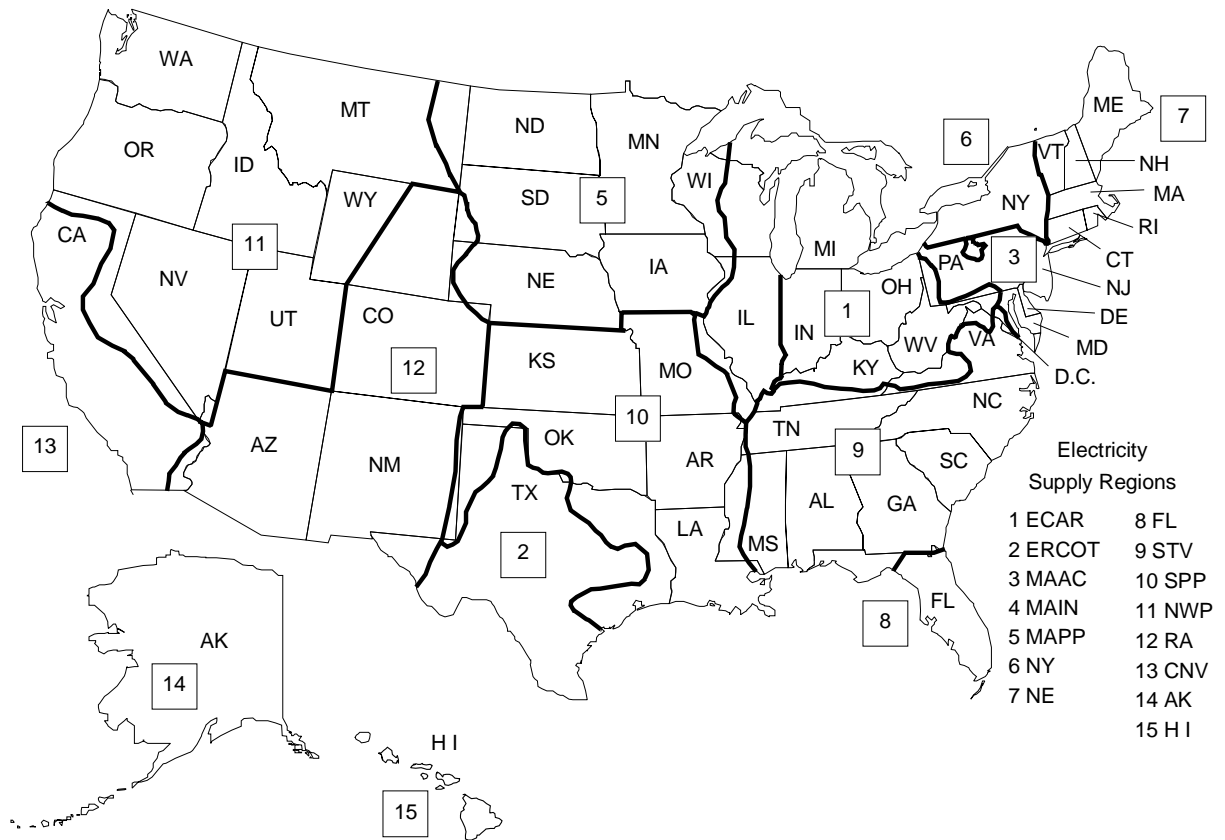 WA
MT
ND
MN
ME
7
6
VT
NH
OR
ID
WY
SD
5
WI
NY
MA
RI
CA
11
MI
PA
3
CT
NV
NE
IA
OH
NJ
UT
CO
IL
IN
1
DE
WV
VA
MD
12
KS
MO
KY
D.C.
10
NC
13
AZ
NM
OK
AR
TN
9
SC
TX
GA
AL
LA
MS
2
FL
8
Electricity
Supply Regions
1 ECAR
2 ERCOT
3 MAAC
4 MAIN
5 MAPP
6 NY
7 NE
8 FL
9 STV
10 SPP
11 NWP
12 RA
13 CNV
14 AK
15 H I
AK
14
H I
15